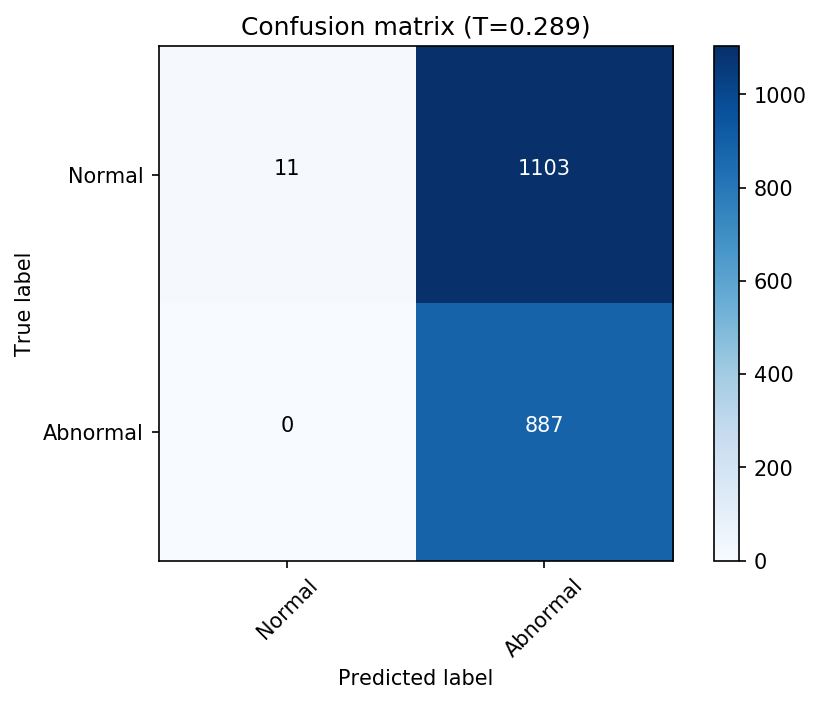 Confusion matrix (T=0.289)
True label
Normal
Abnormal
11
1103
0
887
Normal
Abnormal
Predicted label
1000
800
600
400
200
0